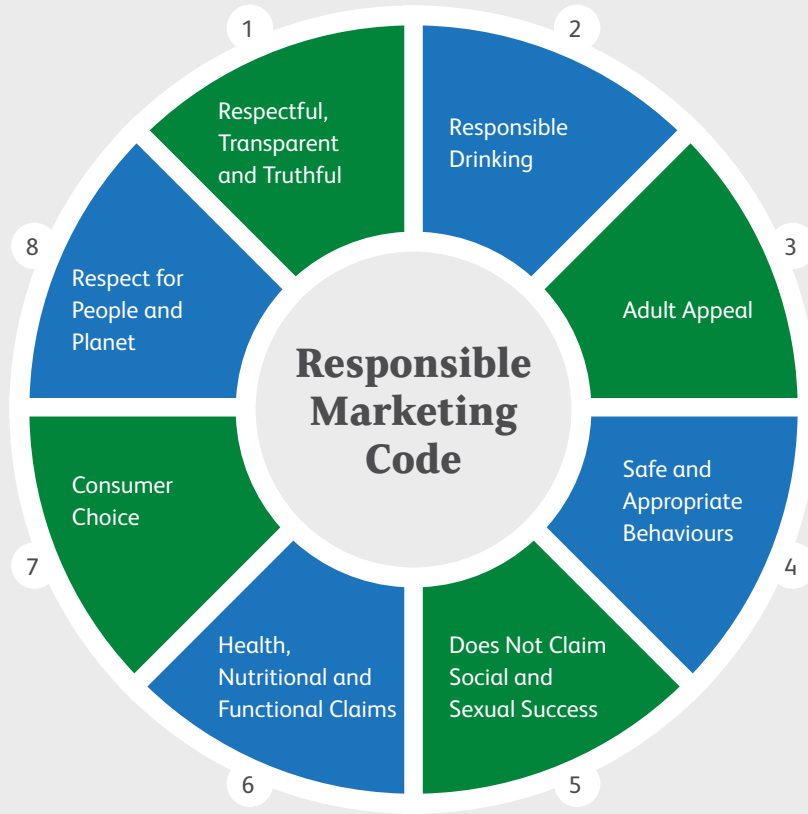 Responsible
Marketing
Code
1
Respectful,
Transparent
and Truthful
2
Responsible
Drinking
3
Adult Appeal
4
Safe and
Appropriate
Behaviours
5
Does Not Claim
Social and
Sexual Success
6
Health,
Nutritional and
Functional Claims
7
Consumer
Choice
8
Respect for
People and
Planet